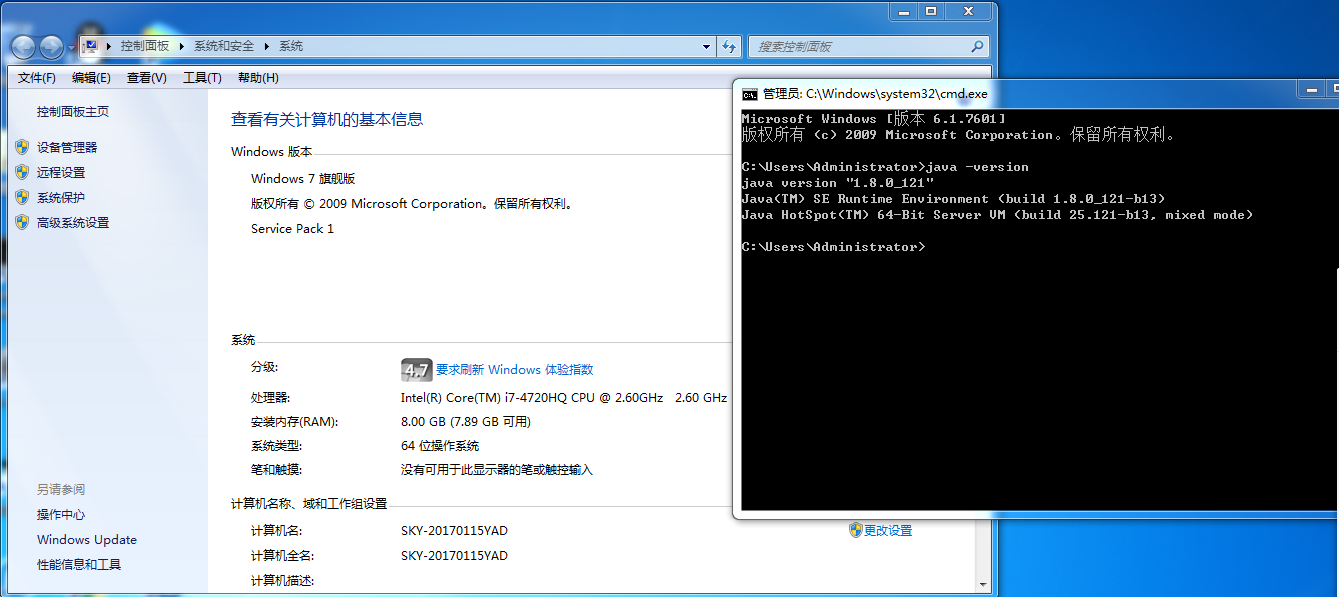 控制面板 系统和安全 系统
搜索控制面板
文件(F) 编辑(E) 查看(V) 工具(T) 帮助(H)
控制面板主页
设备管理器
远程设置
系统保护
高级系统设置
另请参阅
操作中心
Windows Update
性能信息和工具
查看有关计算机的基本信息
Windows 版本
Windows 7 旗舰版
版权所有 © 2009 Microsoft Corporation。保留所有权利。
Service Pack 1
系统
分级: 4.7 要求刷新 Windows 体验指数
处理器: Intel(R) Core(TM) i7-4720HQ CPU @ 2.60GHz 2.60 GHz
安装内存(RAM): 8.00 GB (7.89 GB 可用)
系统类型: 64 位操作系统
笔和触摸: 没有可用于此显示器的笔或触控输入
计算机名称、域和工作组设置
计算机名: SKY-20170115YAD 更改设置
计算机全名: SKY-20170115YAD
计算机描述:
管理员: C:\Windows\system32\cmd.exe
Microsoft Windows [版本 6.1.7601]
版权所有 (c) 2009 Microsoft Corporation。保留所有权利。
C:\Users\Administrator>java -version
java version "1.8.0_121"
Java(TM) SE Runtime Environment (build 1.8.0_121-b13)
Java HotSpot(TM) 64-Bit Server VM (build 25.121-b13, mixed mode)
C:\Users\Administrator>